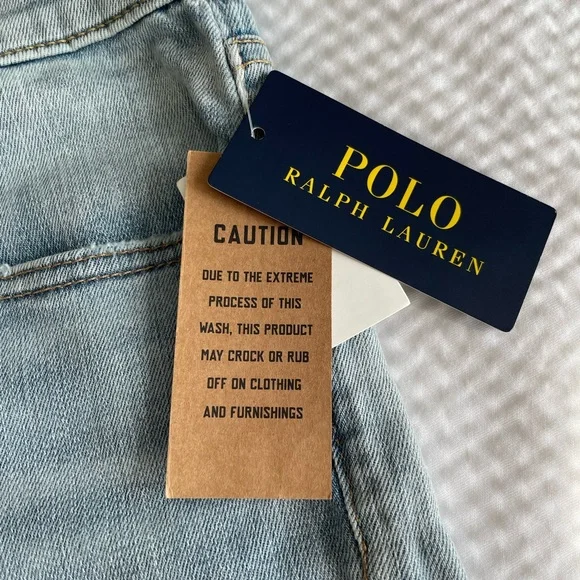 POLO
RALPH LAUREN
CAUTION
DUE TO THE EXTREME
PROCESS OF THIS
WASH, THIS PRODUCT
MAY CROCK OR RUB
OFF ON CLOTHING
AND FURNISHINGS